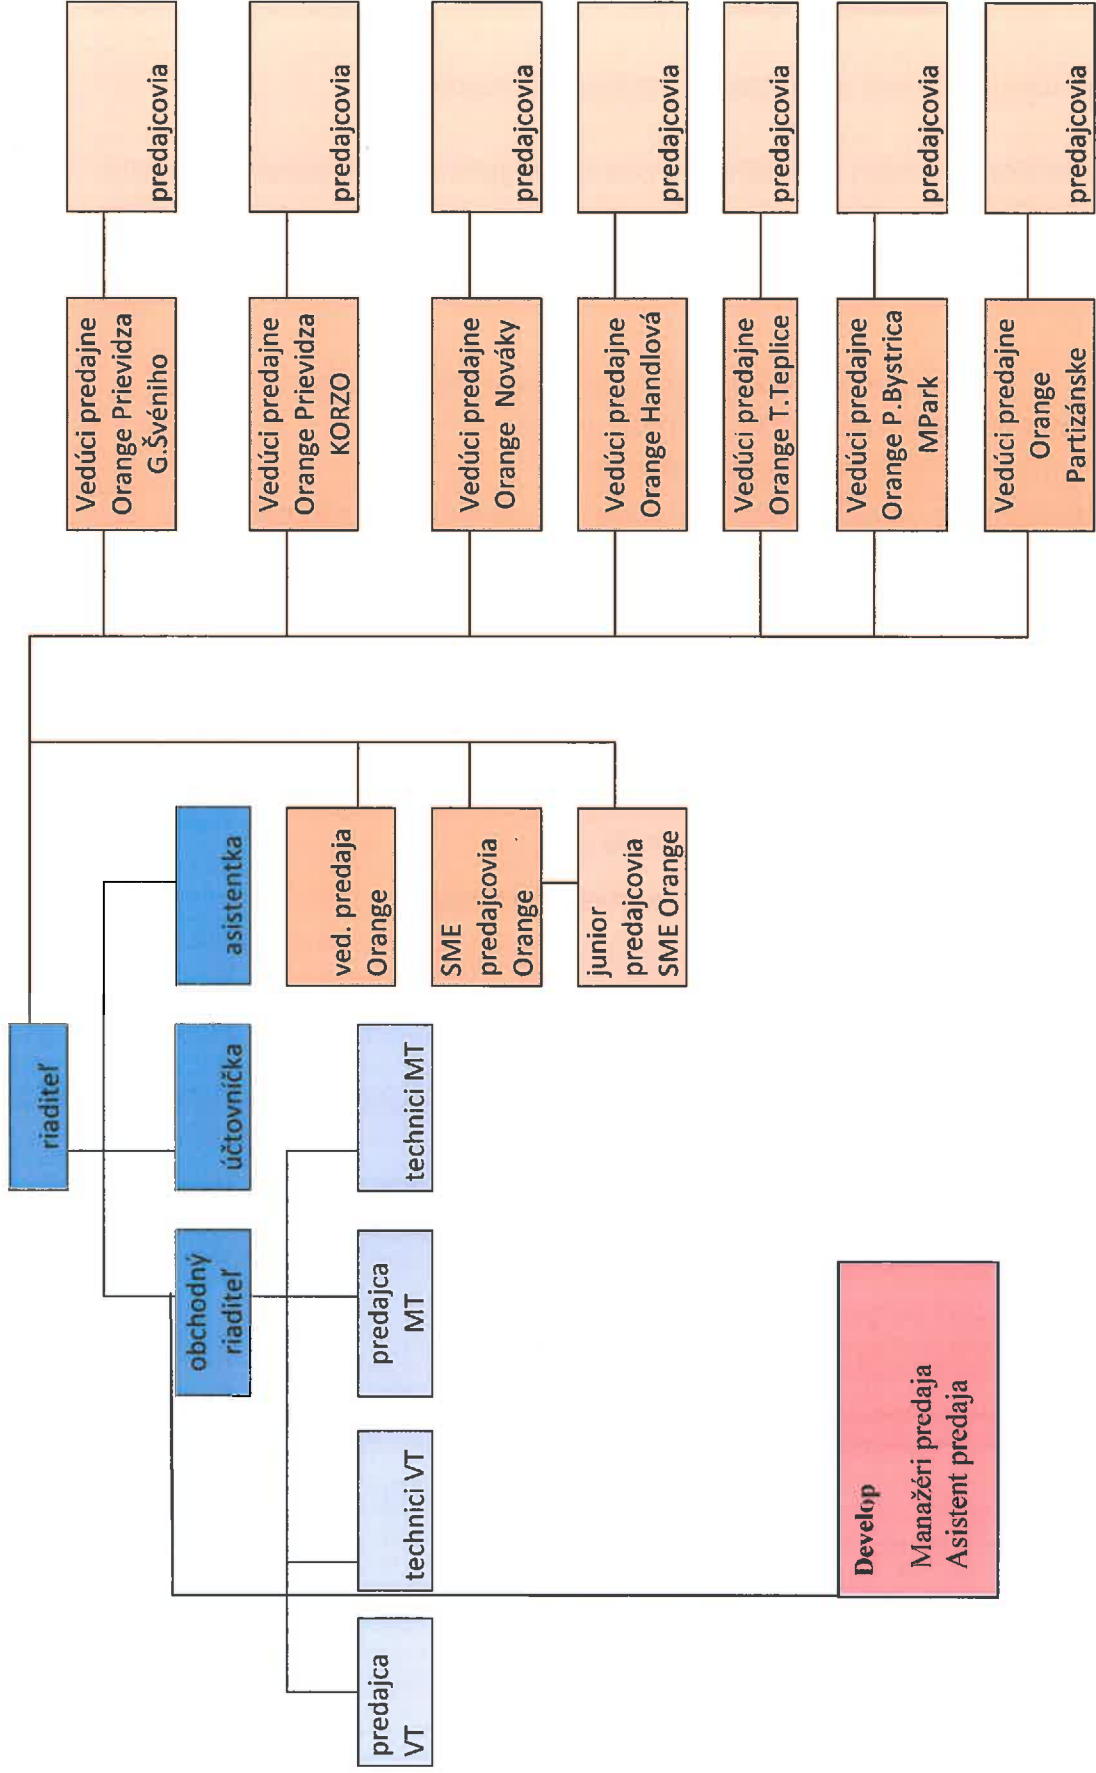 riaditeľ
obchodný
riaditeľ
účtovníčka
asistentka
predajca
VT
technici VT
predajca
MT
technici MT
ved. predaja
Orange
SME
predajcovia
Orange
junior
predajcovia
SME Orange
Vedúci predajne
Orange Prievidza
G.Švéniho
predajcovia
Vedúci predajne
Orange Prievidza
KORZO
predajcovia
Vedúci predajne
Orange Nováky
predajcovia
Vedúci predajne
Orange Handlová
predajcovia
Vedúci predajne
Orange T.Teplice
predajcovia
Vedúci predajne
Orange P.Bystrica
MPark
predajcovia
Vedúci predajne
Orange
Partizánske
predajcovia
Develop
Manažéri predaja
Asistent predaja